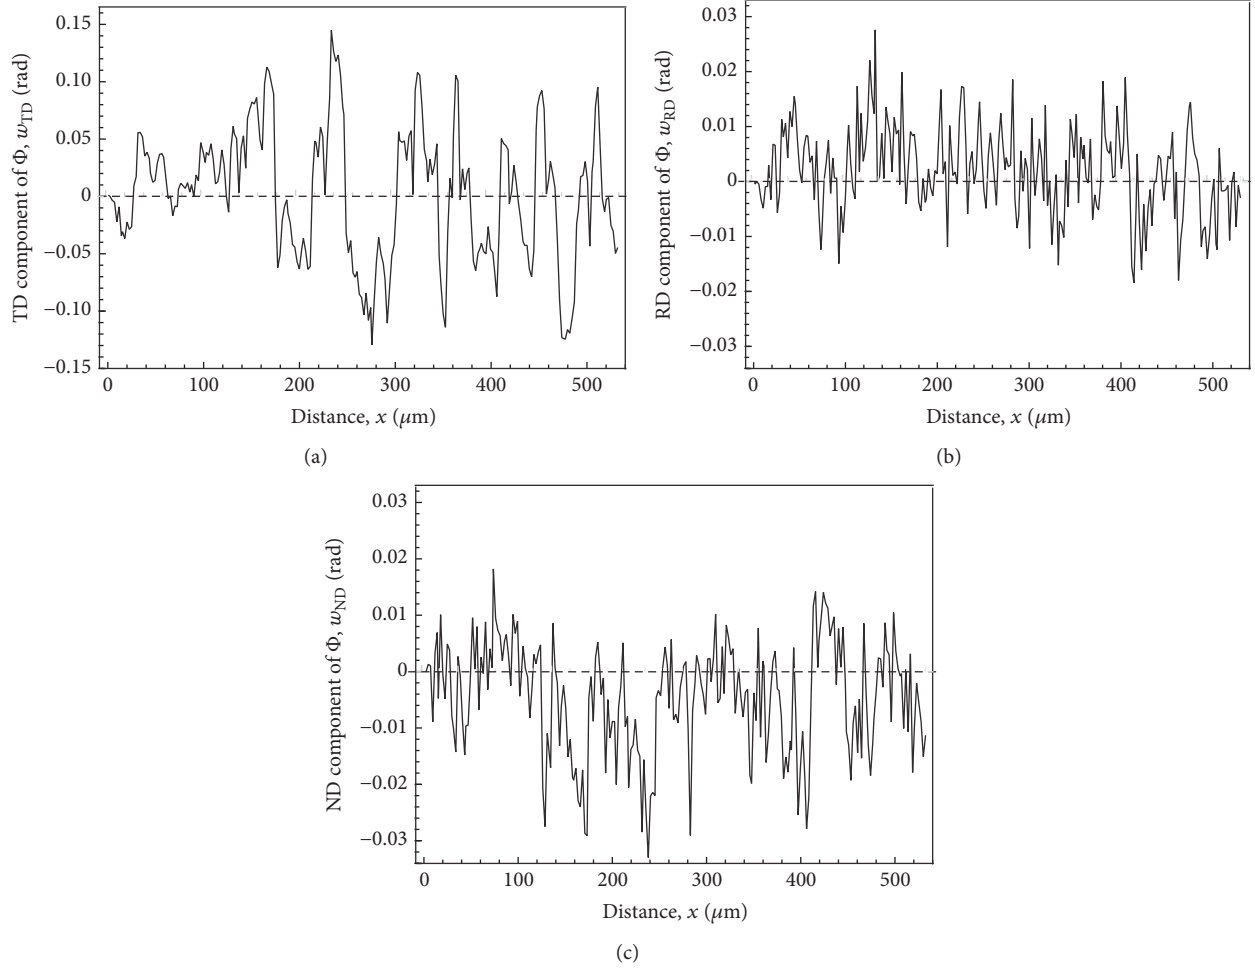 TD component of Φ, w_TD (rad)
0.15
0.10
0.05
0
−0.05
−0.10
−0.15
0 100 200 300 400 500
Distance, x (μm)
(a)
RD component of Φ, w_RD (rad)
0.03
0.02
0.01
0
−0.01
−0.02
−0.03
0 100 200 300 400 500
Distance, x (μm)
(b)
ND component of Φ, w_ND (rad)
0.03
0.02
0.01
0
−0.01
−0.02
−0.03
0 100 200 300 400 500
Distance, x (μm)
(c)